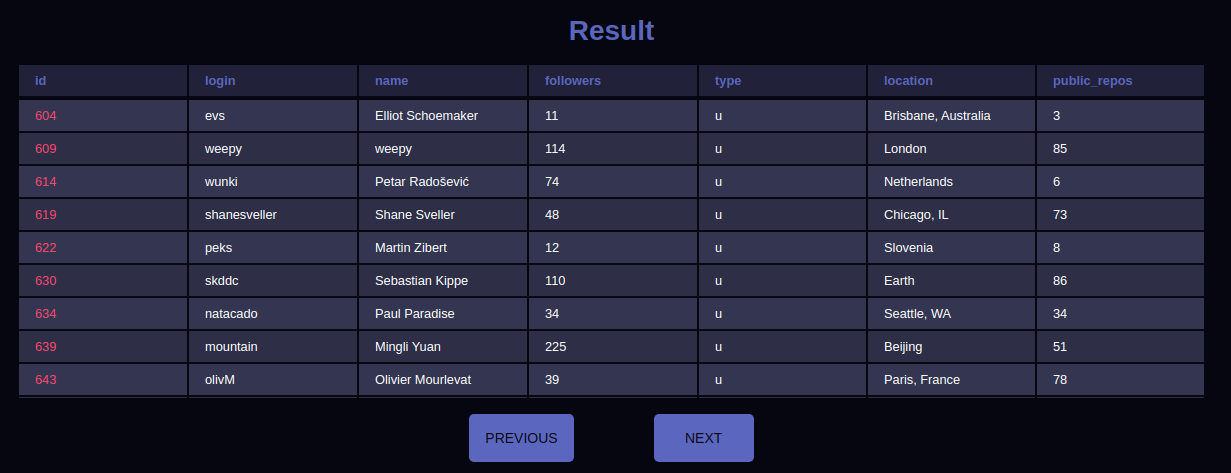 Result
id login name followers type location public_repos
604 evs Elliot Schoemaker 11 u Brisbane, Australia 3
609 weepy weepy 114 u London 85
614 wunki Petar Radošević 74 u Netherlands 6
619 shanesveller Shane Sveller 48 u Chicago, IL 73
622 peks Martin Zibert 12 u Slovenia 8
630 skddc Sebastian Kippe 110 u Earth 86
634 natacado Paul Paradise 34 u Seattle, WA 34
639 mountain Mingli Yuan 225 u Beijing 51
643 olivM Olivier Mourlevat 39 u Paris, France 78
PREVIOUS NEXT